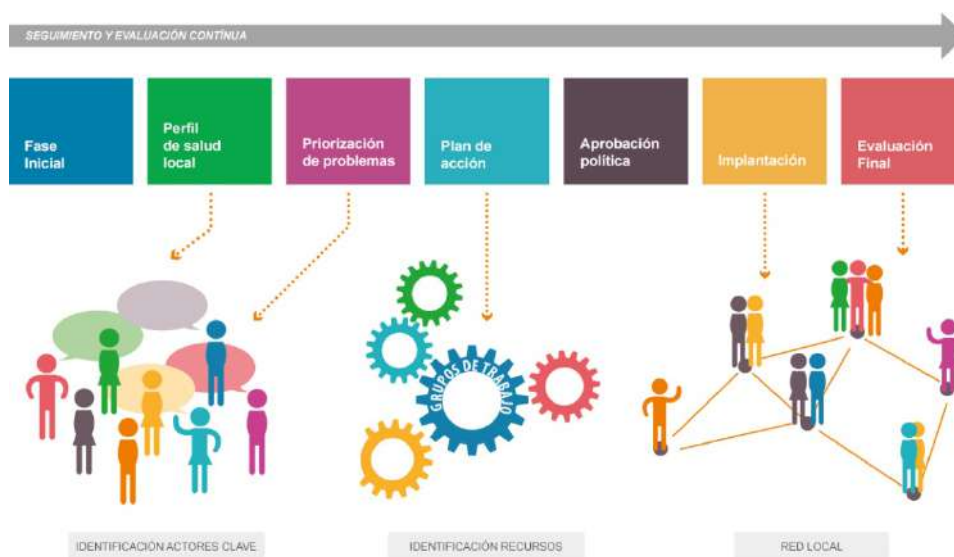 SEGUIMIENTO Y EVALUACIÓN CONTÍNUA
Fase
Inicial
Perfil
de salud
local
Priorización
de problemas
Plan de
acción
Aprobación
política
Implantación
Evaluación
Final
GRUPOS DE TRABAJO
IDENTIFICACIÓN ACTORES CLAVE
IDENTIFICACIÓN RECURSOS
RED LOCAL